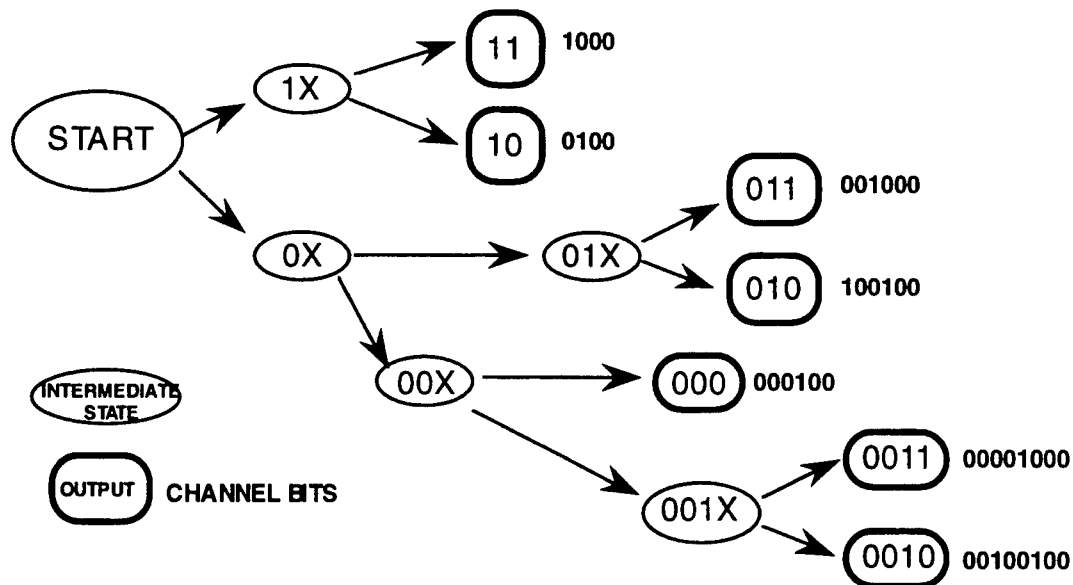 11 1000
1X
START
10 0100
011 001000
0X
01X
010 100100
00X
000 000100
INTERMEDIATE
STATE
0011 00001000
OUTPUT CHANNEL BITS
001X
0010 00100100